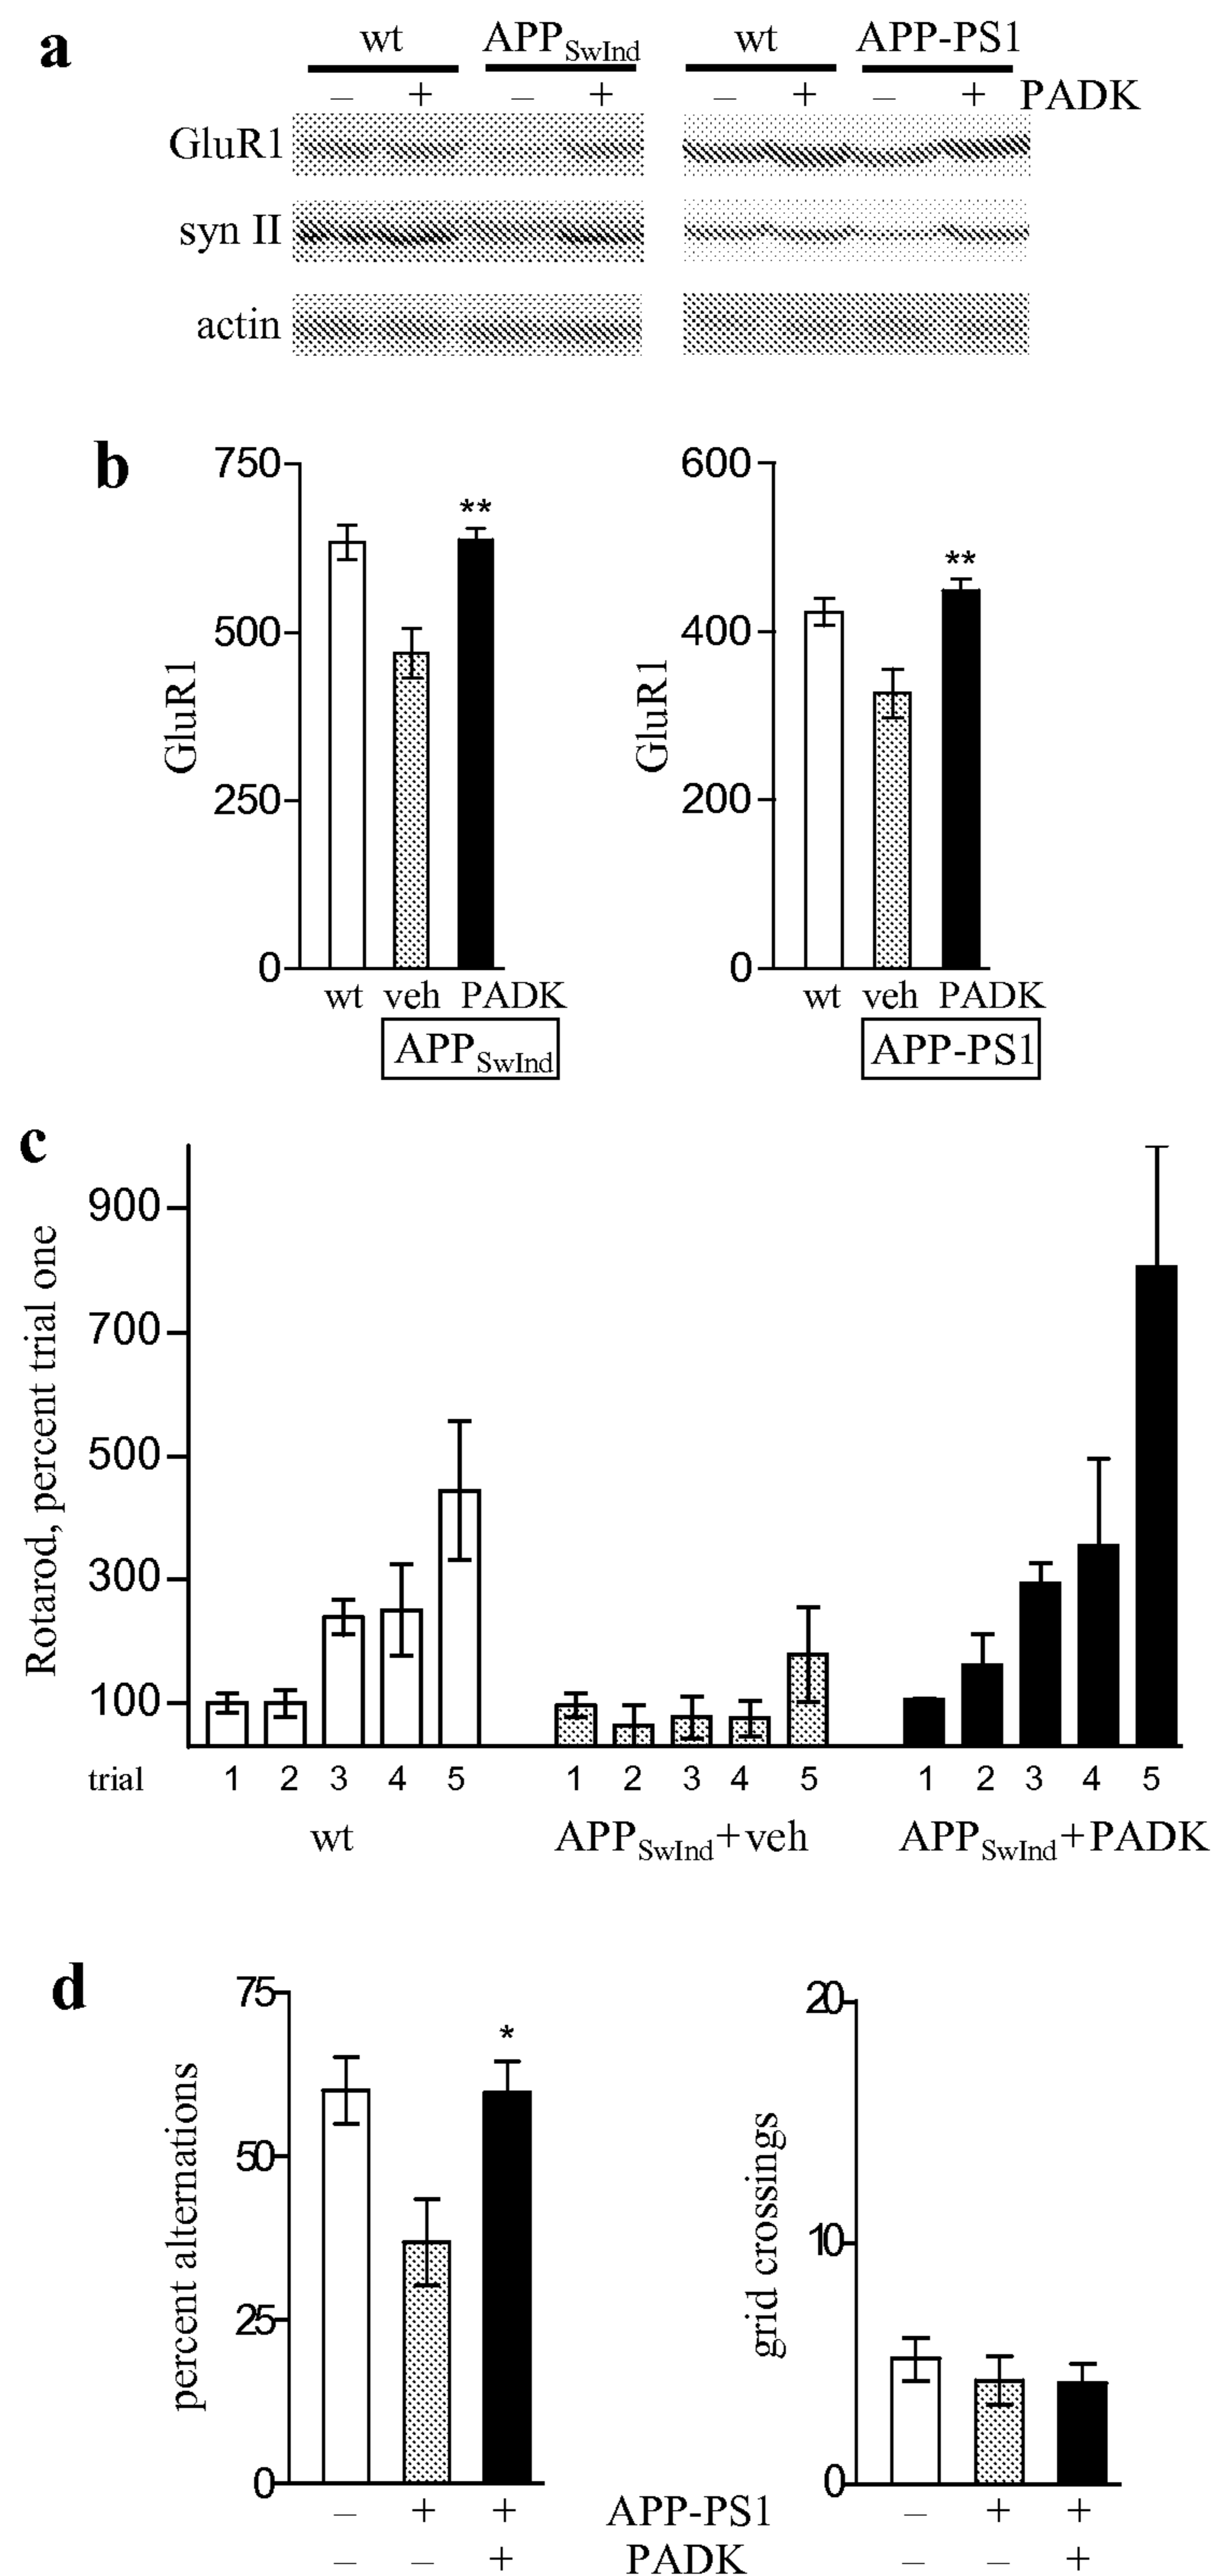 a
wt APPSwInd wt APP-PS1
– + – + – + – + PADK
GluR1
syn II
actin
b
750
500
250
0
GluR1
**
wt veh PADK
APPSwInd
600
400
200
0
GluR1
**
wt veh PADK
APP-PS1
c
Rotarod, percent trial one
900
700
500
300
100
trial 1 2 3 4 5 1 2 3 4 5 1 2 3 4 5
wt APPSwInd+veh APPSwInd+PADK
d
percent alternations
75
50
25
0
*
grid crossings
20
10
0
– + + APP-PS1 – + +
– – + PADK – – +